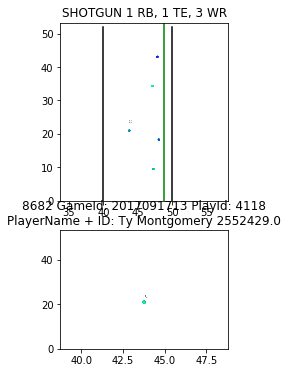 SHOTGUN 1 RB, 1 TE, 3 WR
50
40
30
20
10
0
35 40 45 50 55
8682 GameId: 2017091713 PlayId: 4118
PlayerName + ID: Ty Montgomery 2552429.0
40
20
0
40.0 42.5 45.0 47.5